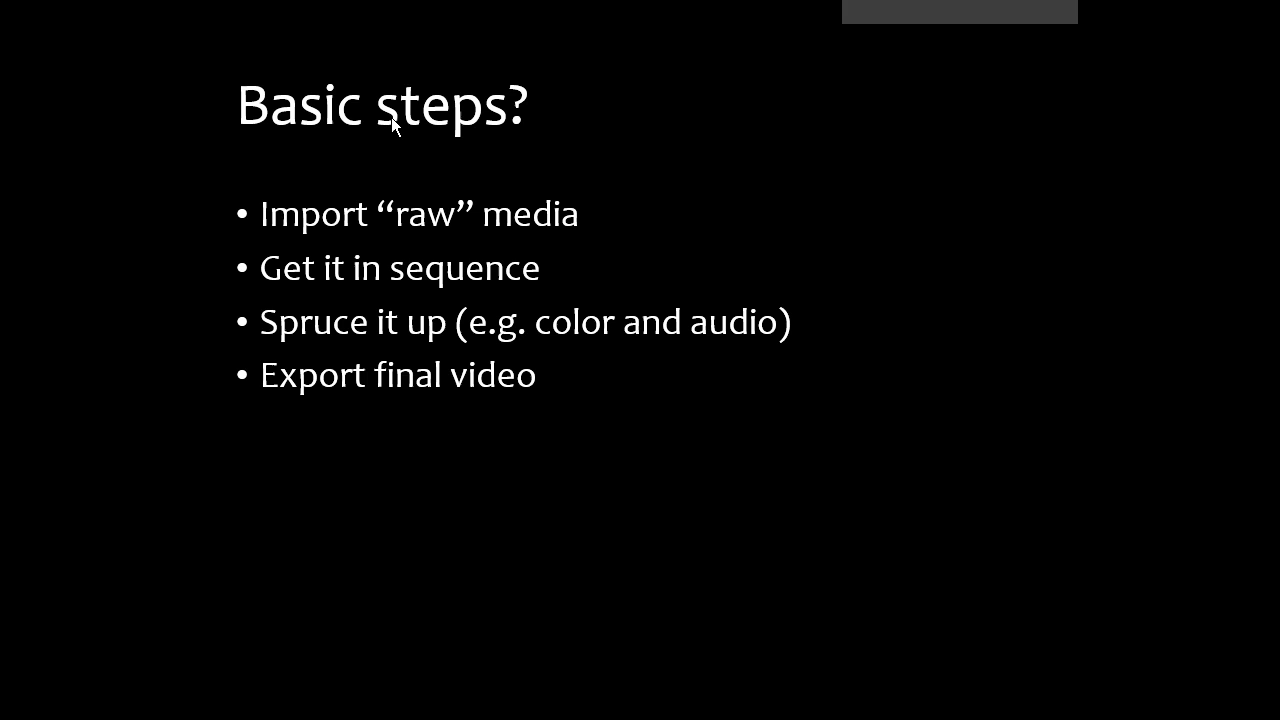 Basic steps?
• Import “raw” media
• Get it in sequence
• Spruce it up (e.g. color and audio)
• Export final video